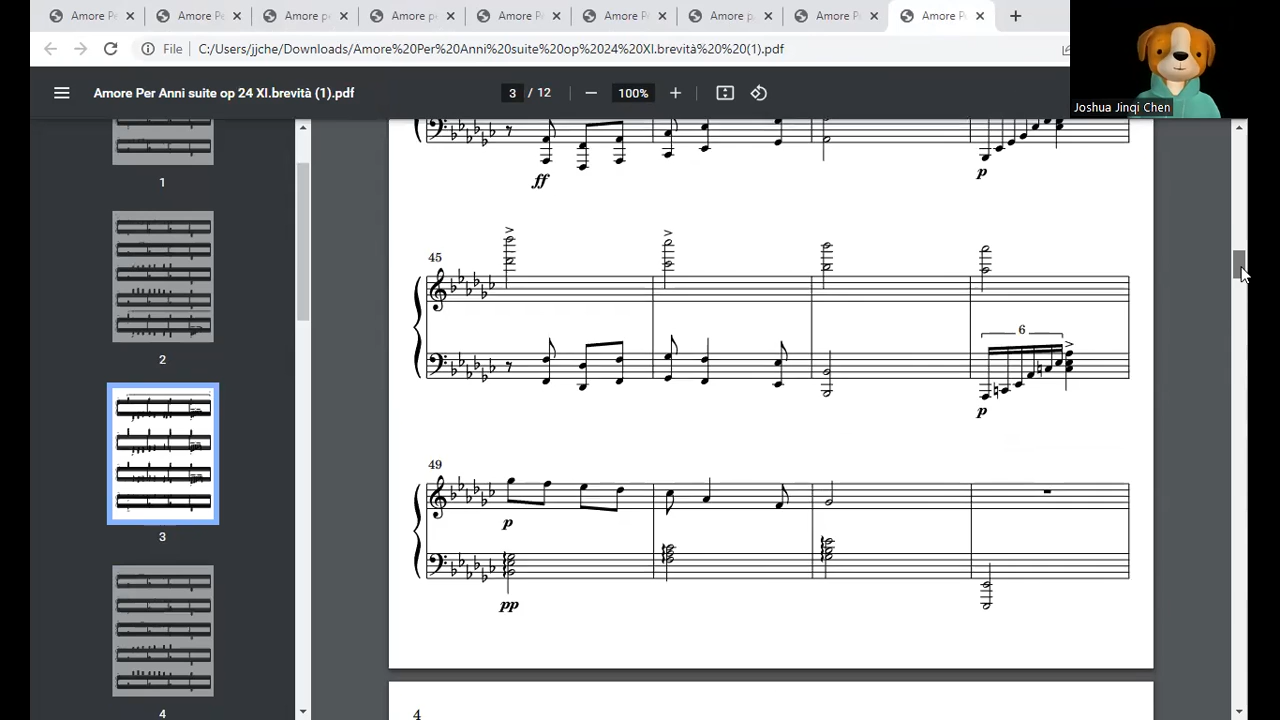 Amore P Amore Pe Amore pe Amore pe Amore P Amore P Amore p Amore P Amore P
File C:/Users/jjche/Downloads/Amore%20Per%20Anni%20suite%20op%2024%20XI.brevità%20%20(1).pdf
Joshua Jinqi Chen
Amore Per Anni suite op 24 XI.brevità (1).pdf 3 / 12 100%
ff p
1
45
6
p
2
49
p
pp
3
4
4